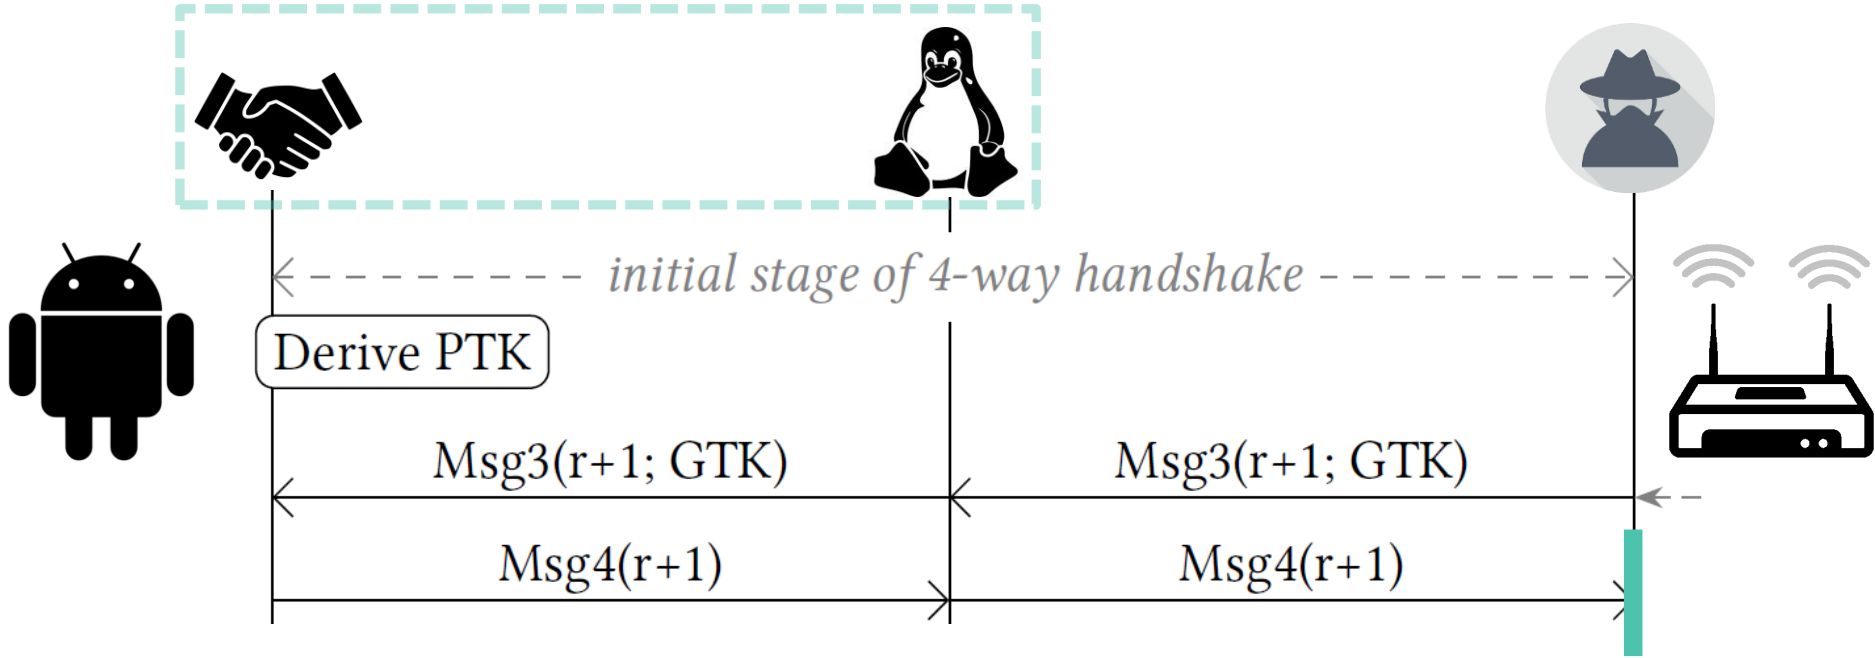 initial stage of 4-way handshake
Derive PTK
Msg3(r+1; GTK)
Msg3(r+1; GTK)
Msg4(r+1)
Msg4(r+1)